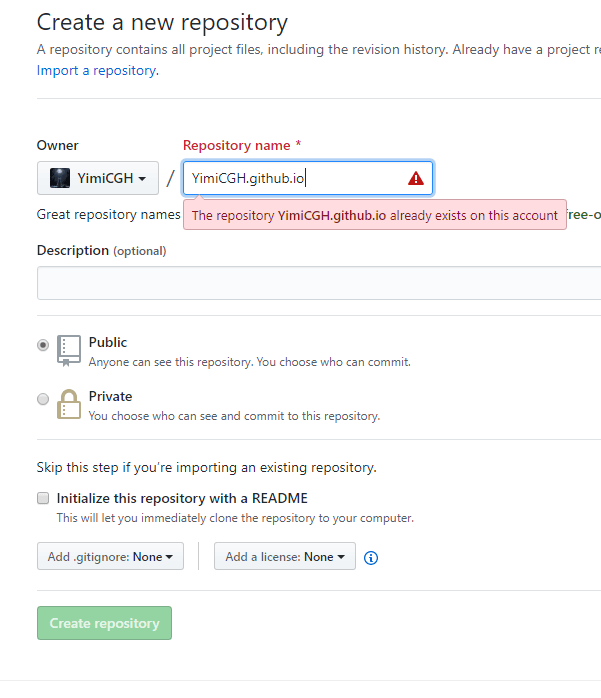 Create a new repository
A repository contains all project files, including the revision history. Already have a project
Import a repository.
Owner
Repository name *
YimiCGH
/
YimiCGH.github.io
Great repository names
The repository YimiCGH.github.io already exists on this account
Description (optional)
Public
Anyone can see this repository. You choose who can commit.
Private
You choose who can see and commit to this repository.
Skip this step if you’re importing an existing repository.
Initialize this repository with a README
This will let you immediately clone the repository to your computer.
Add .gitignore: None
Add a license: None
Create repository